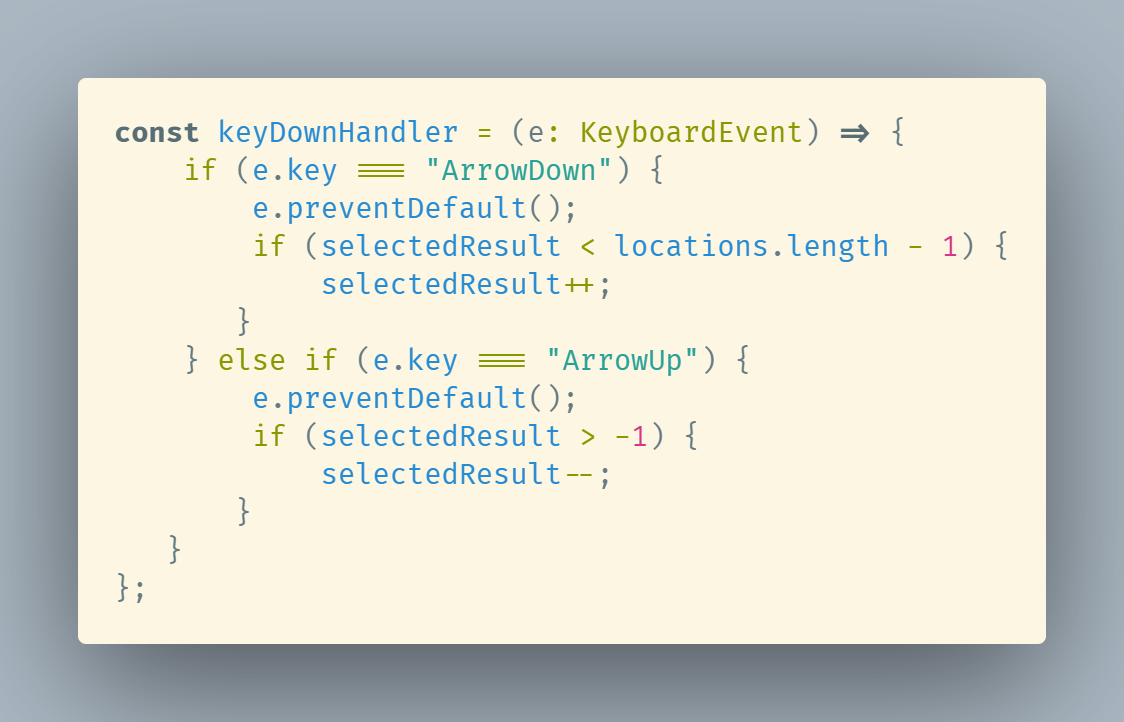 const keyDownHandler = (e: KeyboardEvent) => {
    if (e.key === "ArrowDown") {
        e.preventDefault();
        if (selectedResult < locations.length - 1) {
            selectedResult++;
        }
    } else if (e.key === "ArrowUp") {
        e.preventDefault();
        if (selectedResult > -1) {
            selectedResult--;
        }
    }
};